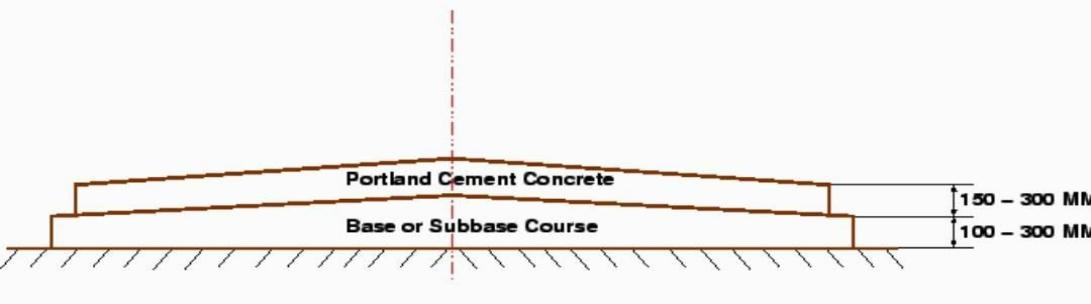 Portland Cement Concrete
150 – 300 MM
Base or Subbase Course
100 – 300 MM